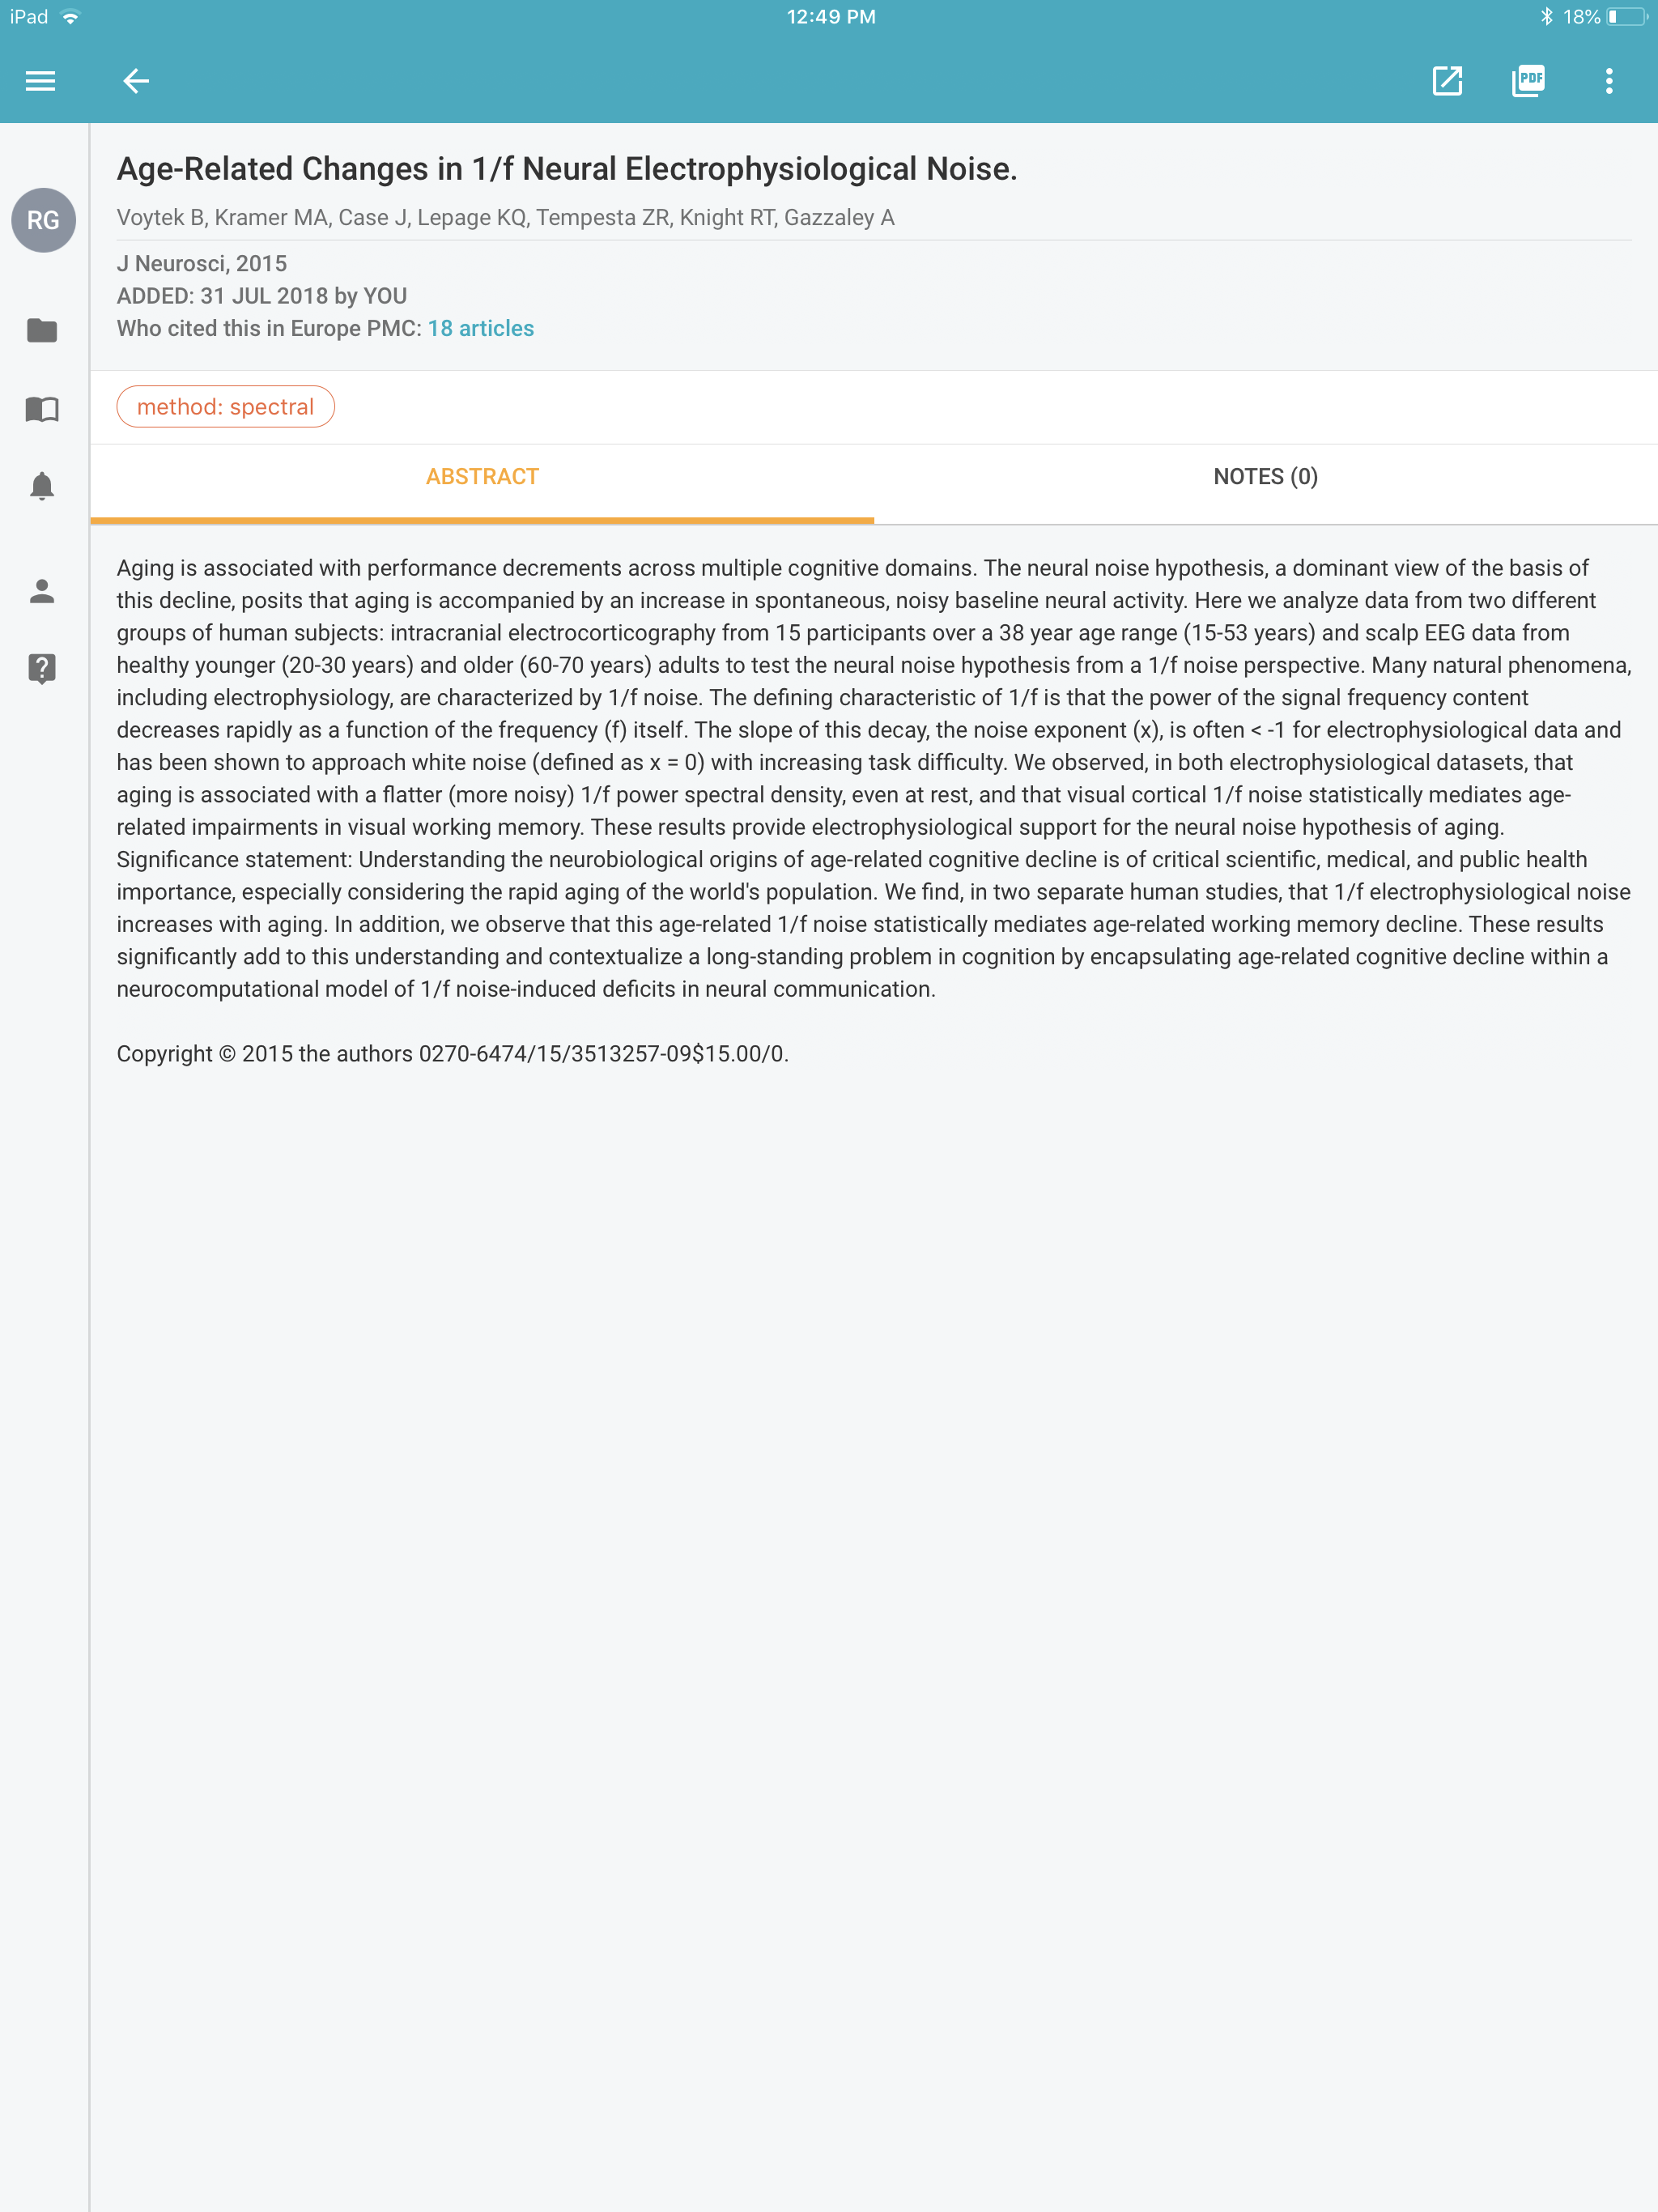 iPad 12:49 PM 18%
PDF
Age-Related Changes in 1/f Neural Electrophysiological Noise.
RG
Voytek B, Kramer MA, Case J, Lepage KQ, Tempesta ZR, Knight RT, Gazzaley A
J Neurosci, 2015
ADDED: 31 JUL 2018 by YOU
Who cited this in Europe PMC: 18 articles
method: spectral
ABSTRACT NOTES (0)
Aging is associated with performance decrements across multiple cognitive domains. The neural noise hypothesis, a dominant view of the basis of
this decline, posits that aging is accompanied by an increase in spontaneous, noisy baseline neural activity. Here we analyze data from two different
groups of human subjects: intracranial electrocorticography from 15 participants over a 38 year age range (15-53 years) and scalp EEG data from
healthy younger (20-30 years) and older (60-70 years) adults to test the neural noise hypothesis from a 1/f noise perspective. Many natural phenomena,
including electrophysiology, are characterized by 1/f noise. The defining characteristic of 1/f is that the power of the signal frequency content
decreases rapidly as a function of the frequency (f) itself. The slope of this decay, the noise exponent (x), is often < -1 for electrophysiological data and
has been shown to approach white noise (defined as x = 0) with increasing task difficulty. We observed, in both electrophysiological datasets, that
aging is associated with a flatter (more noisy) 1/f power spectral density, even at rest, and that visual cortical 1/f noise statistically mediates age-
related impairments in visual working memory. These results provide electrophysiological support for the neural noise hypothesis of aging.
Significance statement: Understanding the neurobiological origins of age-related cognitive decline is of critical scientific, medical, and public health
importance, especially considering the rapid aging of the world's population. We find, in two separate human studies, that 1/f electrophysiological noise
increases with aging. In addition, we observe that this age-related 1/f noise statistically mediates age-related working memory decline. These results
significantly add to this understanding and contextualize a long-standing problem in cognition by encapsulating age-related cognitive decline within a
neurocomputational model of 1/f noise-induced deficits in neural communication.
Copyright © 2015 the authors 0270-6474/15/3513257-09$15.00/0.